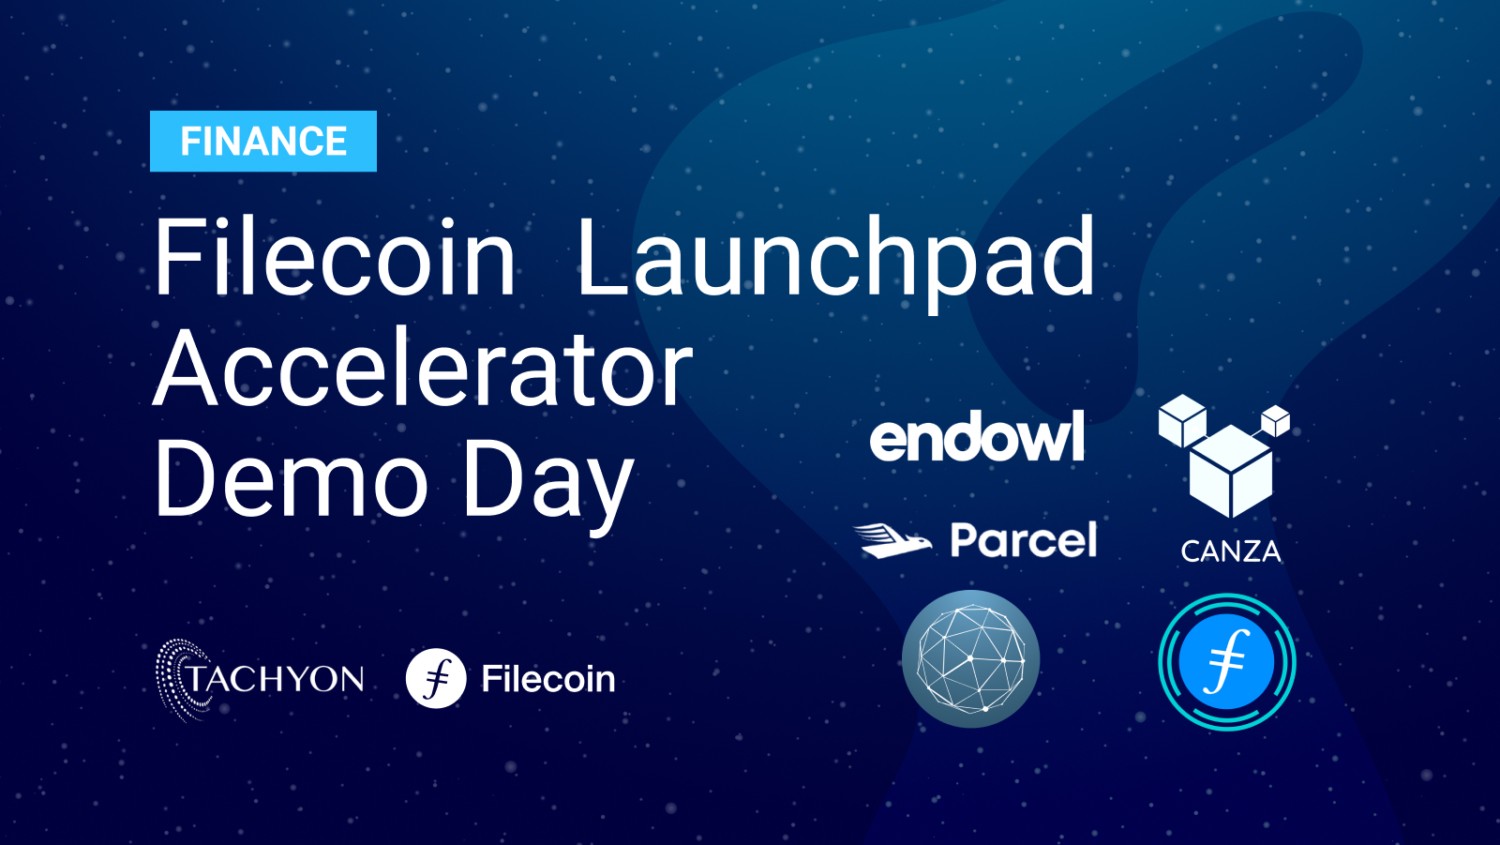 FINANCE
Filecoin Launchpad
Accelerator
Demo Day
endowl
Parcel
CANZA
TACHYON
Filecoin